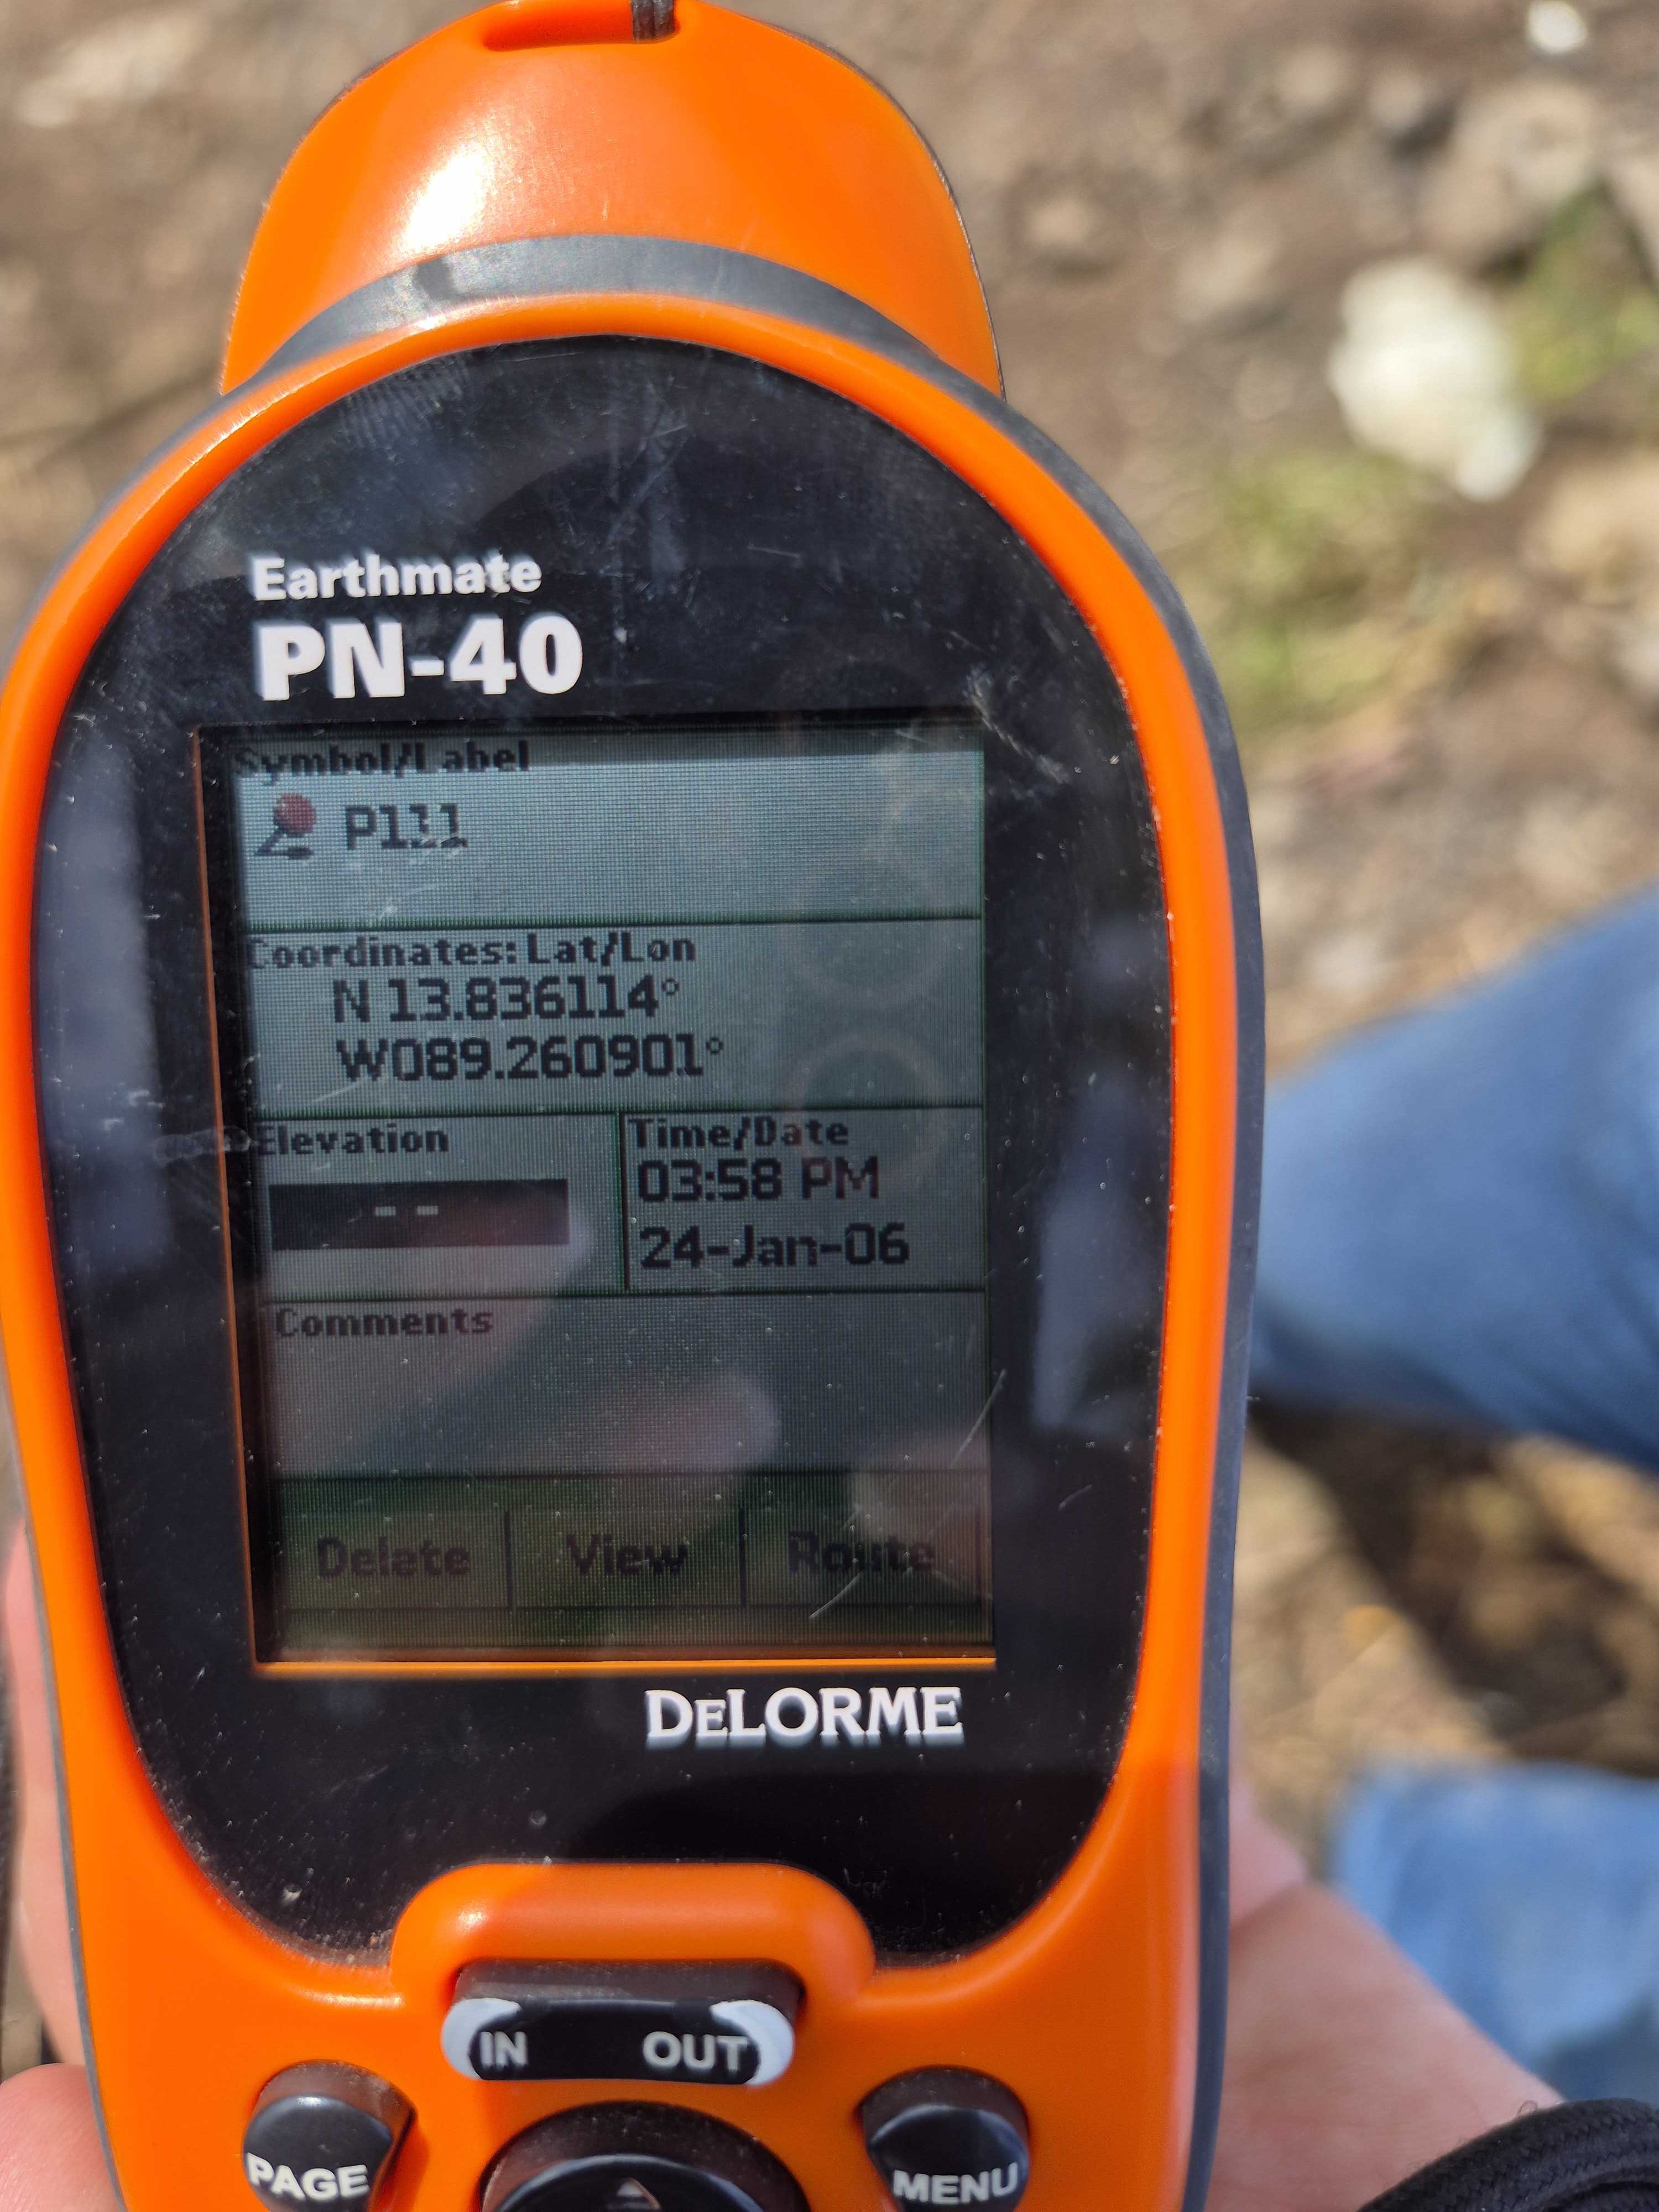 Earthmate
PN-40
Symbol/Label
P131
Coordinates: Lat/Lon
N 13.836114°
W089.260901°
Elevation
--
Time/Date
03:58 PM
24-Jan-06
Comments
Delete View Route
DELORME
IN OUT
PAGE MENU